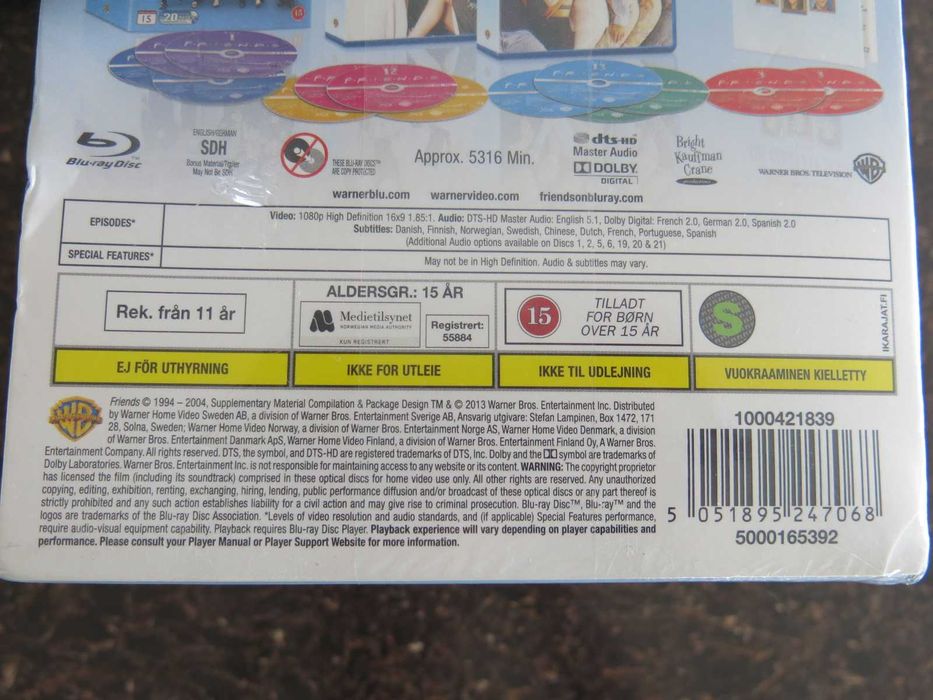 15 20 15
FRIENDS
12
FRIENDS
FRIENDS
FRIENDS
Blu-ray Disc™
ENGLISH/GERMAN
SDH
Bonus Material/Trailer
May Not Be SDH
THESE BLU-RAY DISCS™
ARE COPY PROTECTED
Approx. 5316 Min.
dts-HD
Master Audio
DOLBY
DIGITAL
Bright
Kauffman
Crane
WARNER BROS. TELEVISION
warnerblu.com warnervideo.com friendsonbluray.com
EPISODES*
Video: 1080p High Definition 16x9 1.85:1. Audio: DTS-HD Master Audio: English 5.1, Dolby Digital: French 2.0, German 2.0, Spanish 2.0
Subtitles: Danish, Finnish, Norwegian, Swedish, Chinese, Dutch, French, Portuguese, Spanish
(Additional Audio options available on Discs 1, 2, 5, 6, 19, 20 & 21)
SPECIAL FEATURES*
May not be in High Definition. Audio & subtitles may vary.
Rek. från 11 år
ALDERSGR.: 15 ÅR
Medietilsynet
NORWEGIAN MEDIA AUTHORITY
KUN REGISTRERT
Registrert:
55884
15
TILLADT
FOR BØRN
OVER 15 ÅR
S
IKARAJAT.FI
EJ FÖR UTHYRNING
IKKE FOR UTLEIE
IKKE TIL UDLEJNING
VUOKRAAMINEN KIELLETTY
Friends © 1994 – 2004, Supplementary Material Compilation & Package Design TM & © 2013 Warner Bros. Entertainment Inc. Distributed
by Warner Home Video Sweden AB, a division of Warner Bros. Entertainment Sverige AB, Ansvarig utgivare: Stefan Lampinen, Box 1472, 171
28, Solna, Sweden; Warner Home Video Norway, a division of Warner Bros. Entertainment Norge AS, Warner Home Video Denmark, a division
of Warner Bros. Entertainment Danmark ApS, Warner Home Video Finland, a division of Warner Bros. Entertainment Finland Oy, A Warner Bros.
Entertainment Company. All rights reserved. DTS, the symbol, and DTS-HD are registered trademarks of DTS, Inc. Dolby and the DD symbol are trademarks of
Dolby Laboratories. Warner Bros. Entertainment Inc. is not responsible for maintaining access to any website or its content. WARNING: The copyright proprietor
has licensed the film (including its soundtrack) comprised in these optical discs for home video use only. All other rights are reserved. Any unauthorized
copying, editing, exhibition, renting, exchanging, hiring, lending, public performance diffusion and/or broadcast of these optical discs or any part thereof is
strictly prohibited and any such action establishes liability for a civil action and may give rise to criminal prosecution. Blu-ray Disc™, Blu-ray™ and the
logos are trademarks of the Blu-ray Disc Association. *Levels of video resolution and audio standards, and (if applicable) Special Features performance,
require audio-visual equipment capability. Playback requires Blu-ray Disc Player. Playback experience will vary depending on player capabilities and
performance. Please consult your Player Manual or Player Support Website for more information.
1000421839
5 051895 247068
5000165392